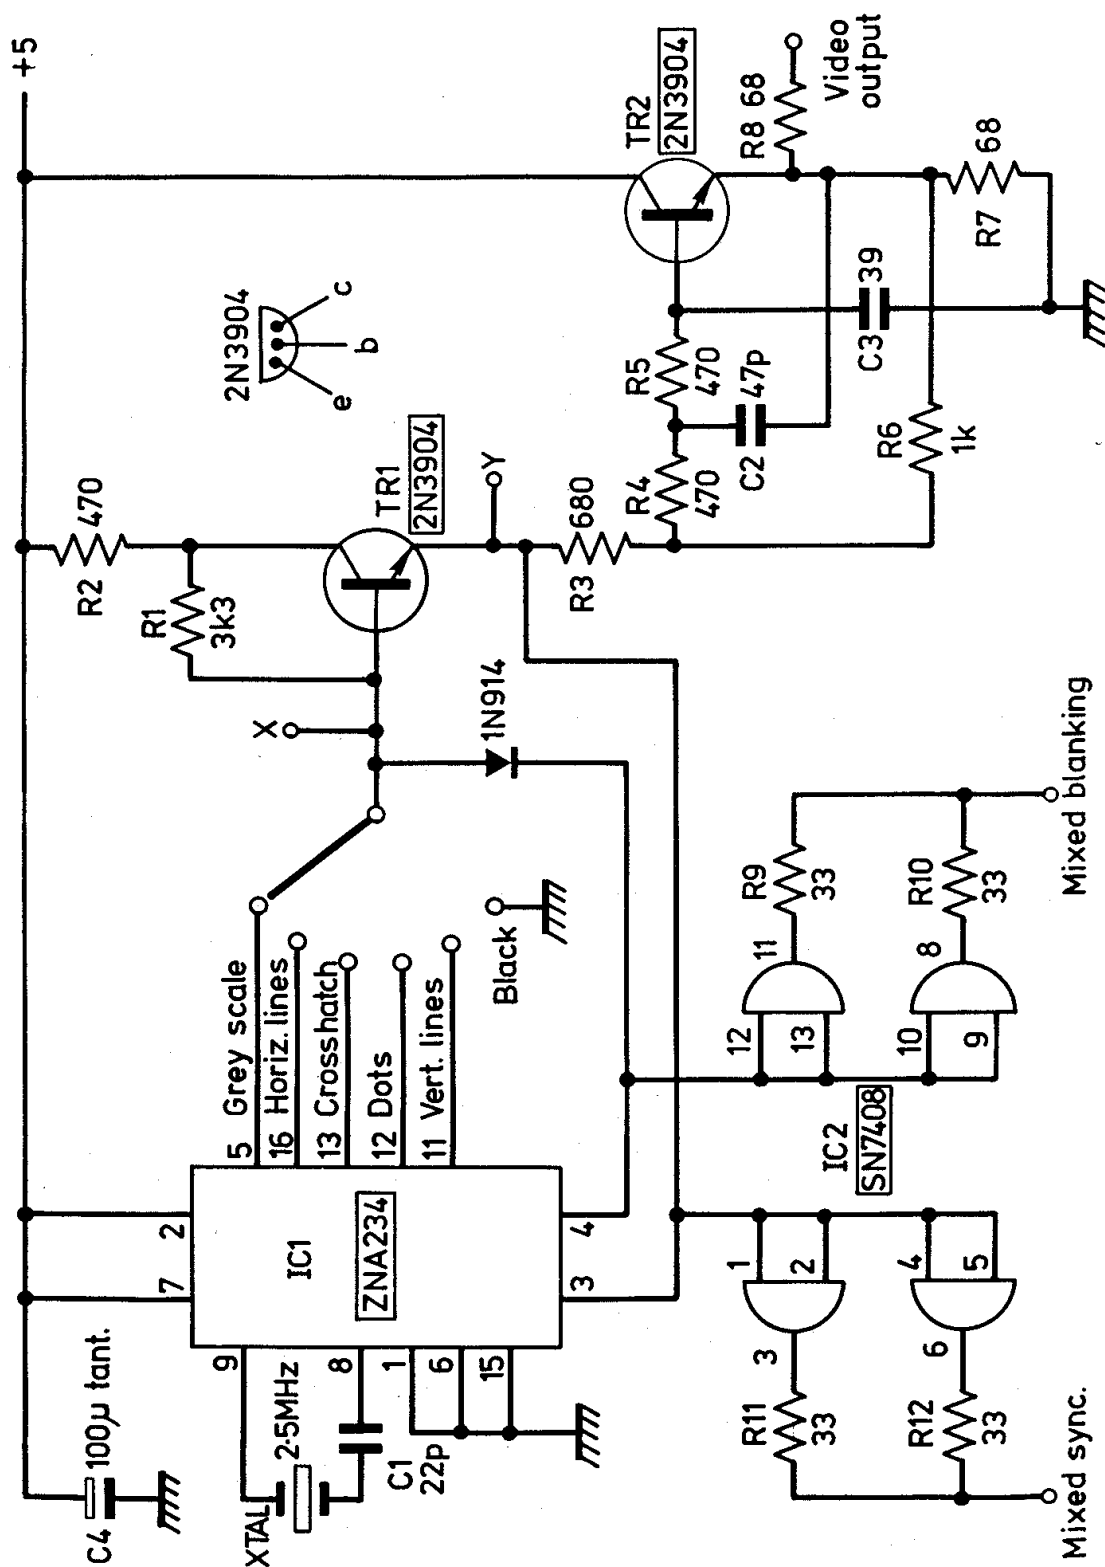 +5
C4 100µ tant.
XTAL
2·5MHz
C1
22p
9
8
1
6
15
7
2
IC1
ZNA234
3
4
5 Grey scale
16 Horiz. lines
13 Crosshatch
12 Dots
11 Vert. lines
Black
X
1N914
R2
470
R1
3k3
TR1
2N3904
Y
2N3904
e
b
c
R3
680
R4
470
R5
470
C2
47p
R6
1k
C3
39
TR2
2N3904
R8 68
Video
output
R7
68
IC2
SN7408
1
2
3
4
5
6
R11
33
R12
33
Mixed sync.
12
13
11
10
9
8
R9
33
R10
33
Mixed blanking